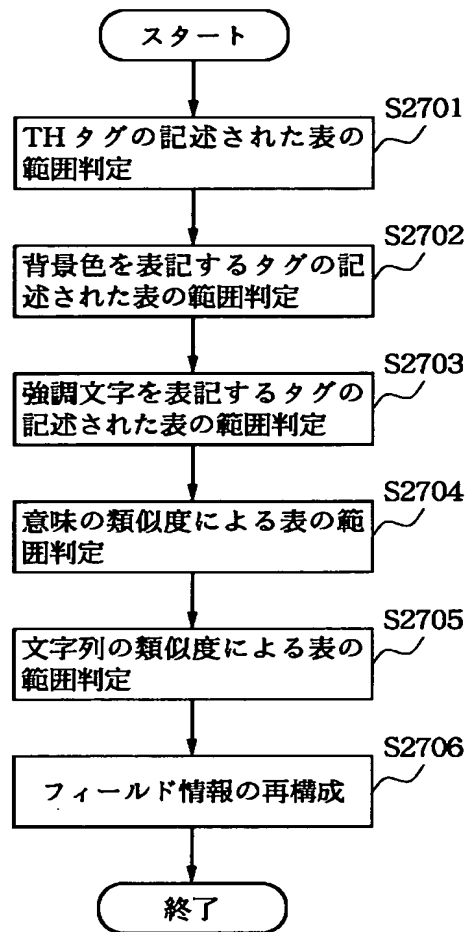 スタート
S2701
THタグの記述された表の
範囲判定
S2702
背景色を表記するタグの記
述された表の範囲判定
S2703
強調文字を表記するタグの
記述された表の範囲判定
S2704
意味の類似度による表の範
囲判定
S2705
文字列の類似度による表の
範囲判定
S2706
フィールド情報の再構成
終了